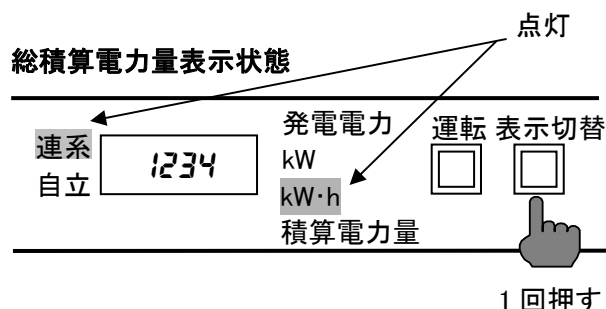 点灯
総積算電力量表示状態
連系
自立
1234
発電電力
kW
kW･h
積算電力量
運転 表示切替
1回押す